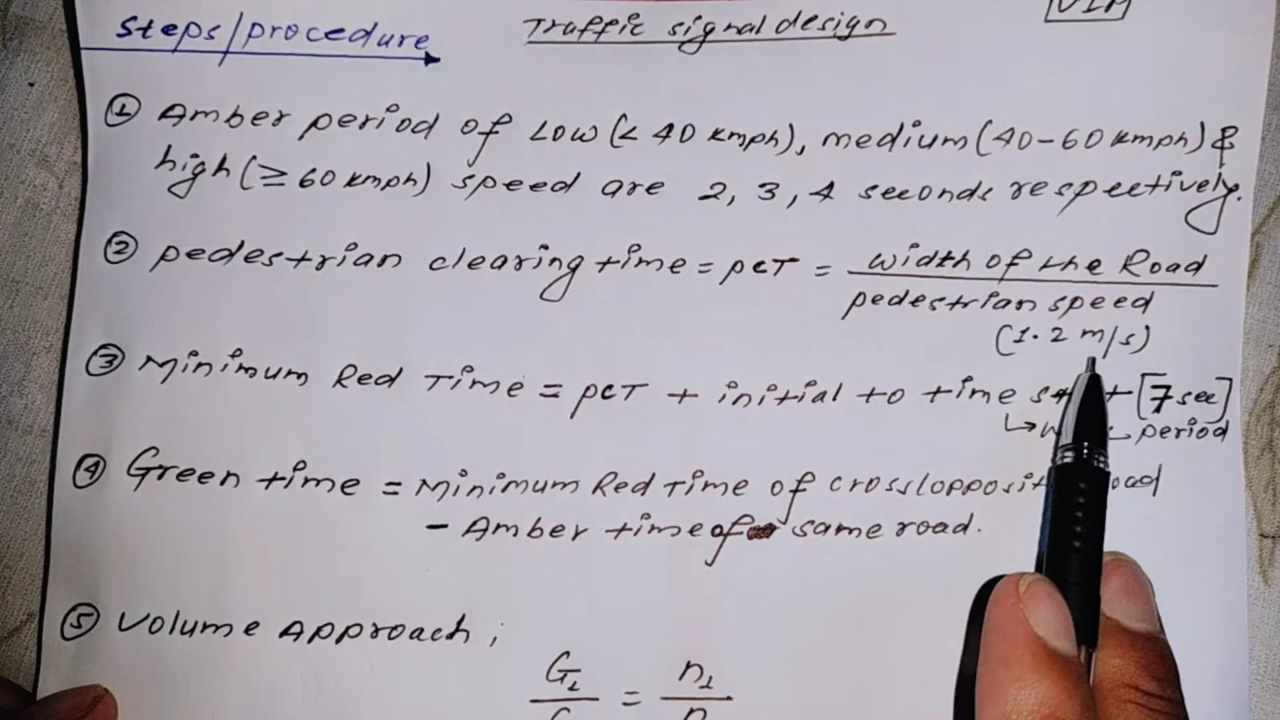 Steps/procedure
Traffic signal design
① Amber period of Low (< 40 kmph), medium (40-60 kmph) &
high (≥ 60 kmph) speed are 2, 3, 4 seconds respectively.
② pedestrian clearing time = PCT = width of the Road
pedestrian speed
(1.2 m/s)
③ Minimum Red Time = PCT + initial to time + [7 sec]
↳ period
④ Green time = Minimum Red Time of cross/
- Amber time of same road.
⑤ Volume Approach;
G₁ = n₁